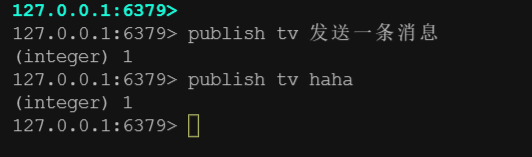 127.0.0.1:6379>
127.0.0.1:6379> publish tv 发送一条消息
(integer) 1
127.0.0.1:6379> publish tv haha
(integer) 1
127.0.0.1:6379>